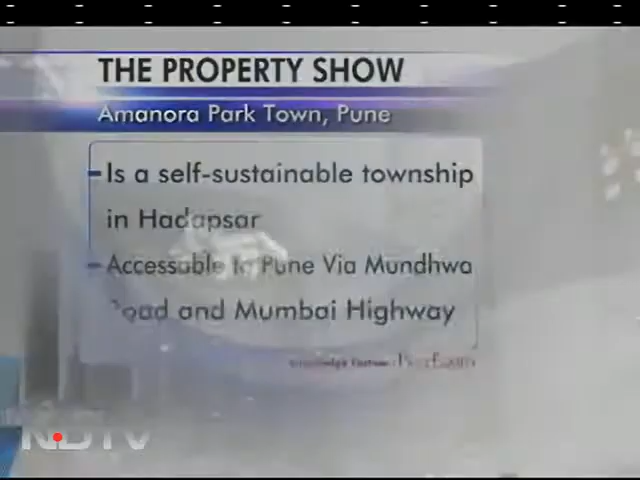 THE PROPERTY SHOW
Amanora Park Town, Pune
Is a self-sustainable township
in Hadapsar
Accessable to Pune Via Mundhwa
Road and Mumbai Highway
NDTV